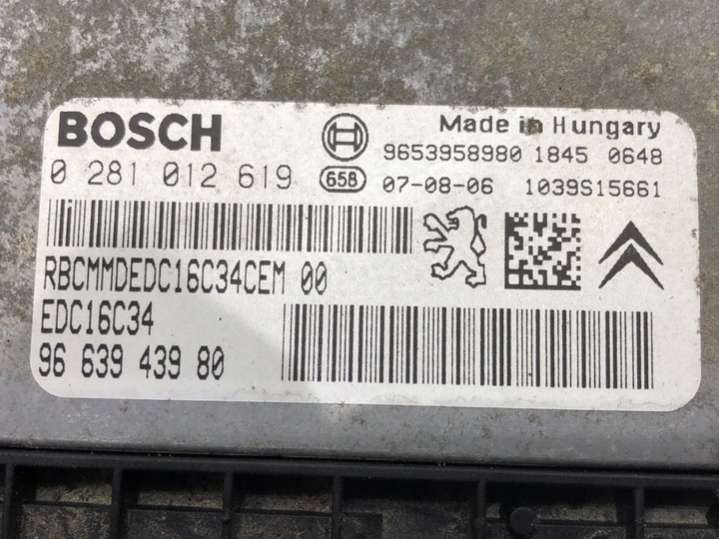 BOSCH
Made in Hungary
9653958980 1845 0648
0 281 012 619
658 07-08-06 1039S15661
RBCMMDEDC16C34CEM 00
EDC16C34
96 639 439 80